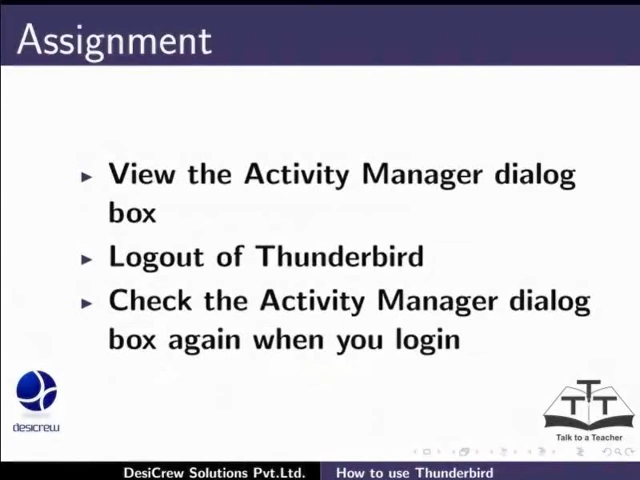 Assignment
View the Activity Manager dialog
box
Logout of Thunderbird
Check the Activity Manager dialog
box again when you login
desicrew
TTT
Talk to a Teacher
DesiCrew Solutions Pvt.Ltd. How to use Thunderbird